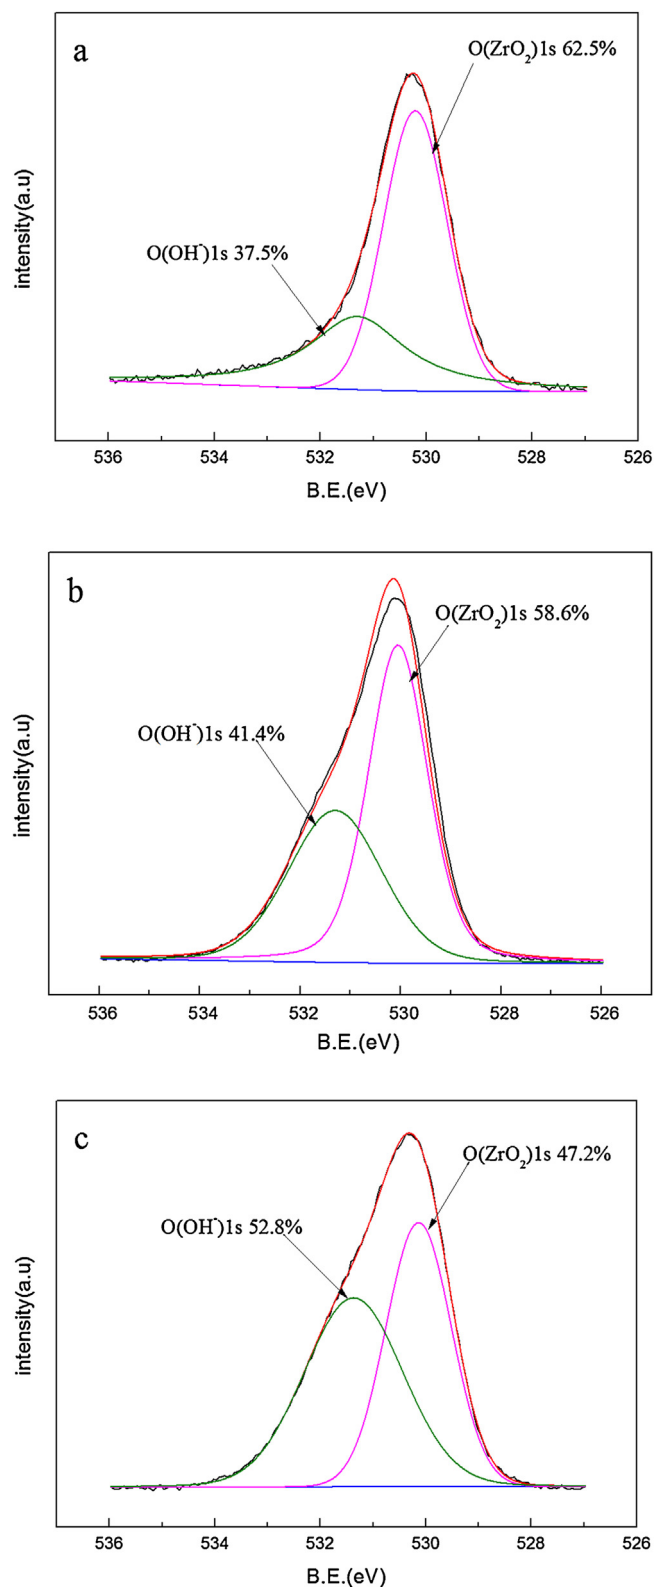 a
O(ZrO₂)1s 62.5%
O(OH⁻)1s 37.5%
intensity(a.u)
536 534 532 530 528 526
B.E.(eV)
b
O(ZrO₂)1s 58.6%
O(OH⁻)1s 41.4%
intensity(a.u)
536 534 532 530 528 526
B.E.(eV)
c
O(ZrO₂)1s 47.2%
O(OH⁻)1s 52.8%
intensity(a.u)
536 534 532 530 528 526
B.E.(eV)